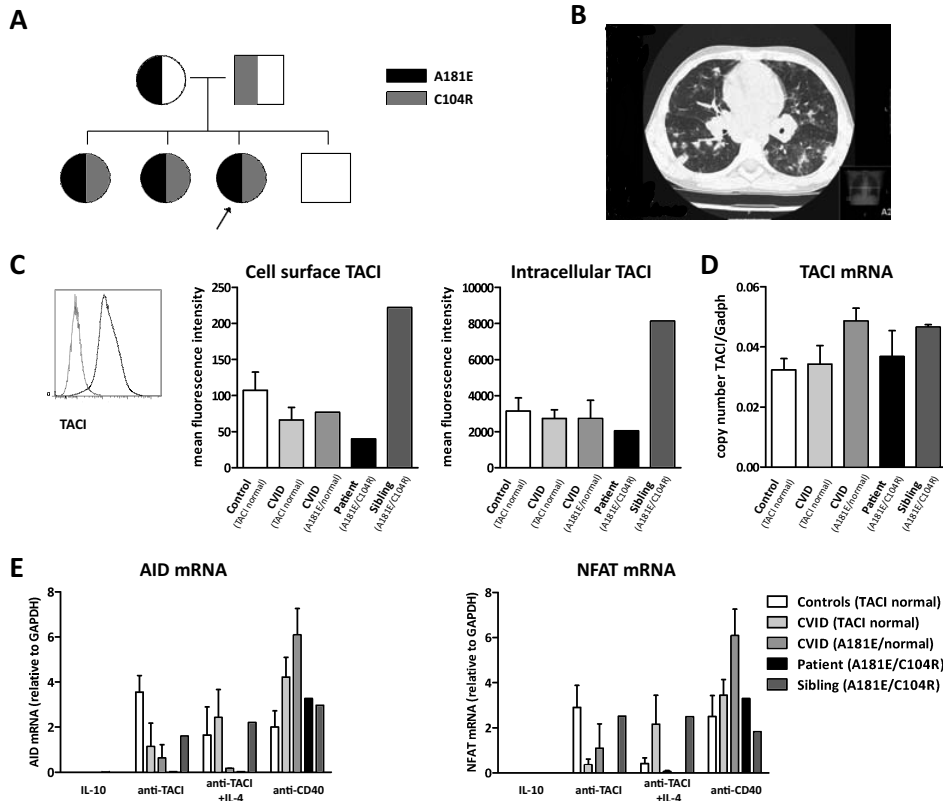 A
B
A181E
C104R
A2
C
D
Cell surface TACI
Intracellular TACI
TACI mRNA
0
TACI
mean fluorescence intensity
250
200
150
100
50
0
Control
(TACI normal)
CVID
(TACI normal)
CVID
(A181E/normal)
Patient
(A181E/C104R)
Sibling
(A181E/C104R)
mean fluorescence intensity
10000
8000
6000
4000
2000
0
Control
(TACI normal)
CVID
(TACI normal)
CVID
(A181E/normal)
Patient
(A181E/C104R)
Sibling
(A181E/C104R)
copy number TACI/Gadph
0.06
0.04
0.02
0.00
Control
(TACI normal)
CVID
(TACI normal)
CVID
(A181E/normal)
Patient
(A181E/C104R)
Sibling
(A181E/C104R)
E
AID mRNA
NFAT mRNA
AID mRNA (relative to GAPDH)
8
6
4
2
0
IL-10
anti-TACI
anti-TACI
+IL-4
anti-CD40
NFAT mRNA (relative to GAPDH)
8
6
4
2
0
IL-10
anti-TACI
anti-TACI
+IL-4
anti-CD40
Controls (TACI normal)
CVID (TACI normal)
CVID (A181E/normal)
Patient (A181E/C104R)
Sibling (A181E/C104R)